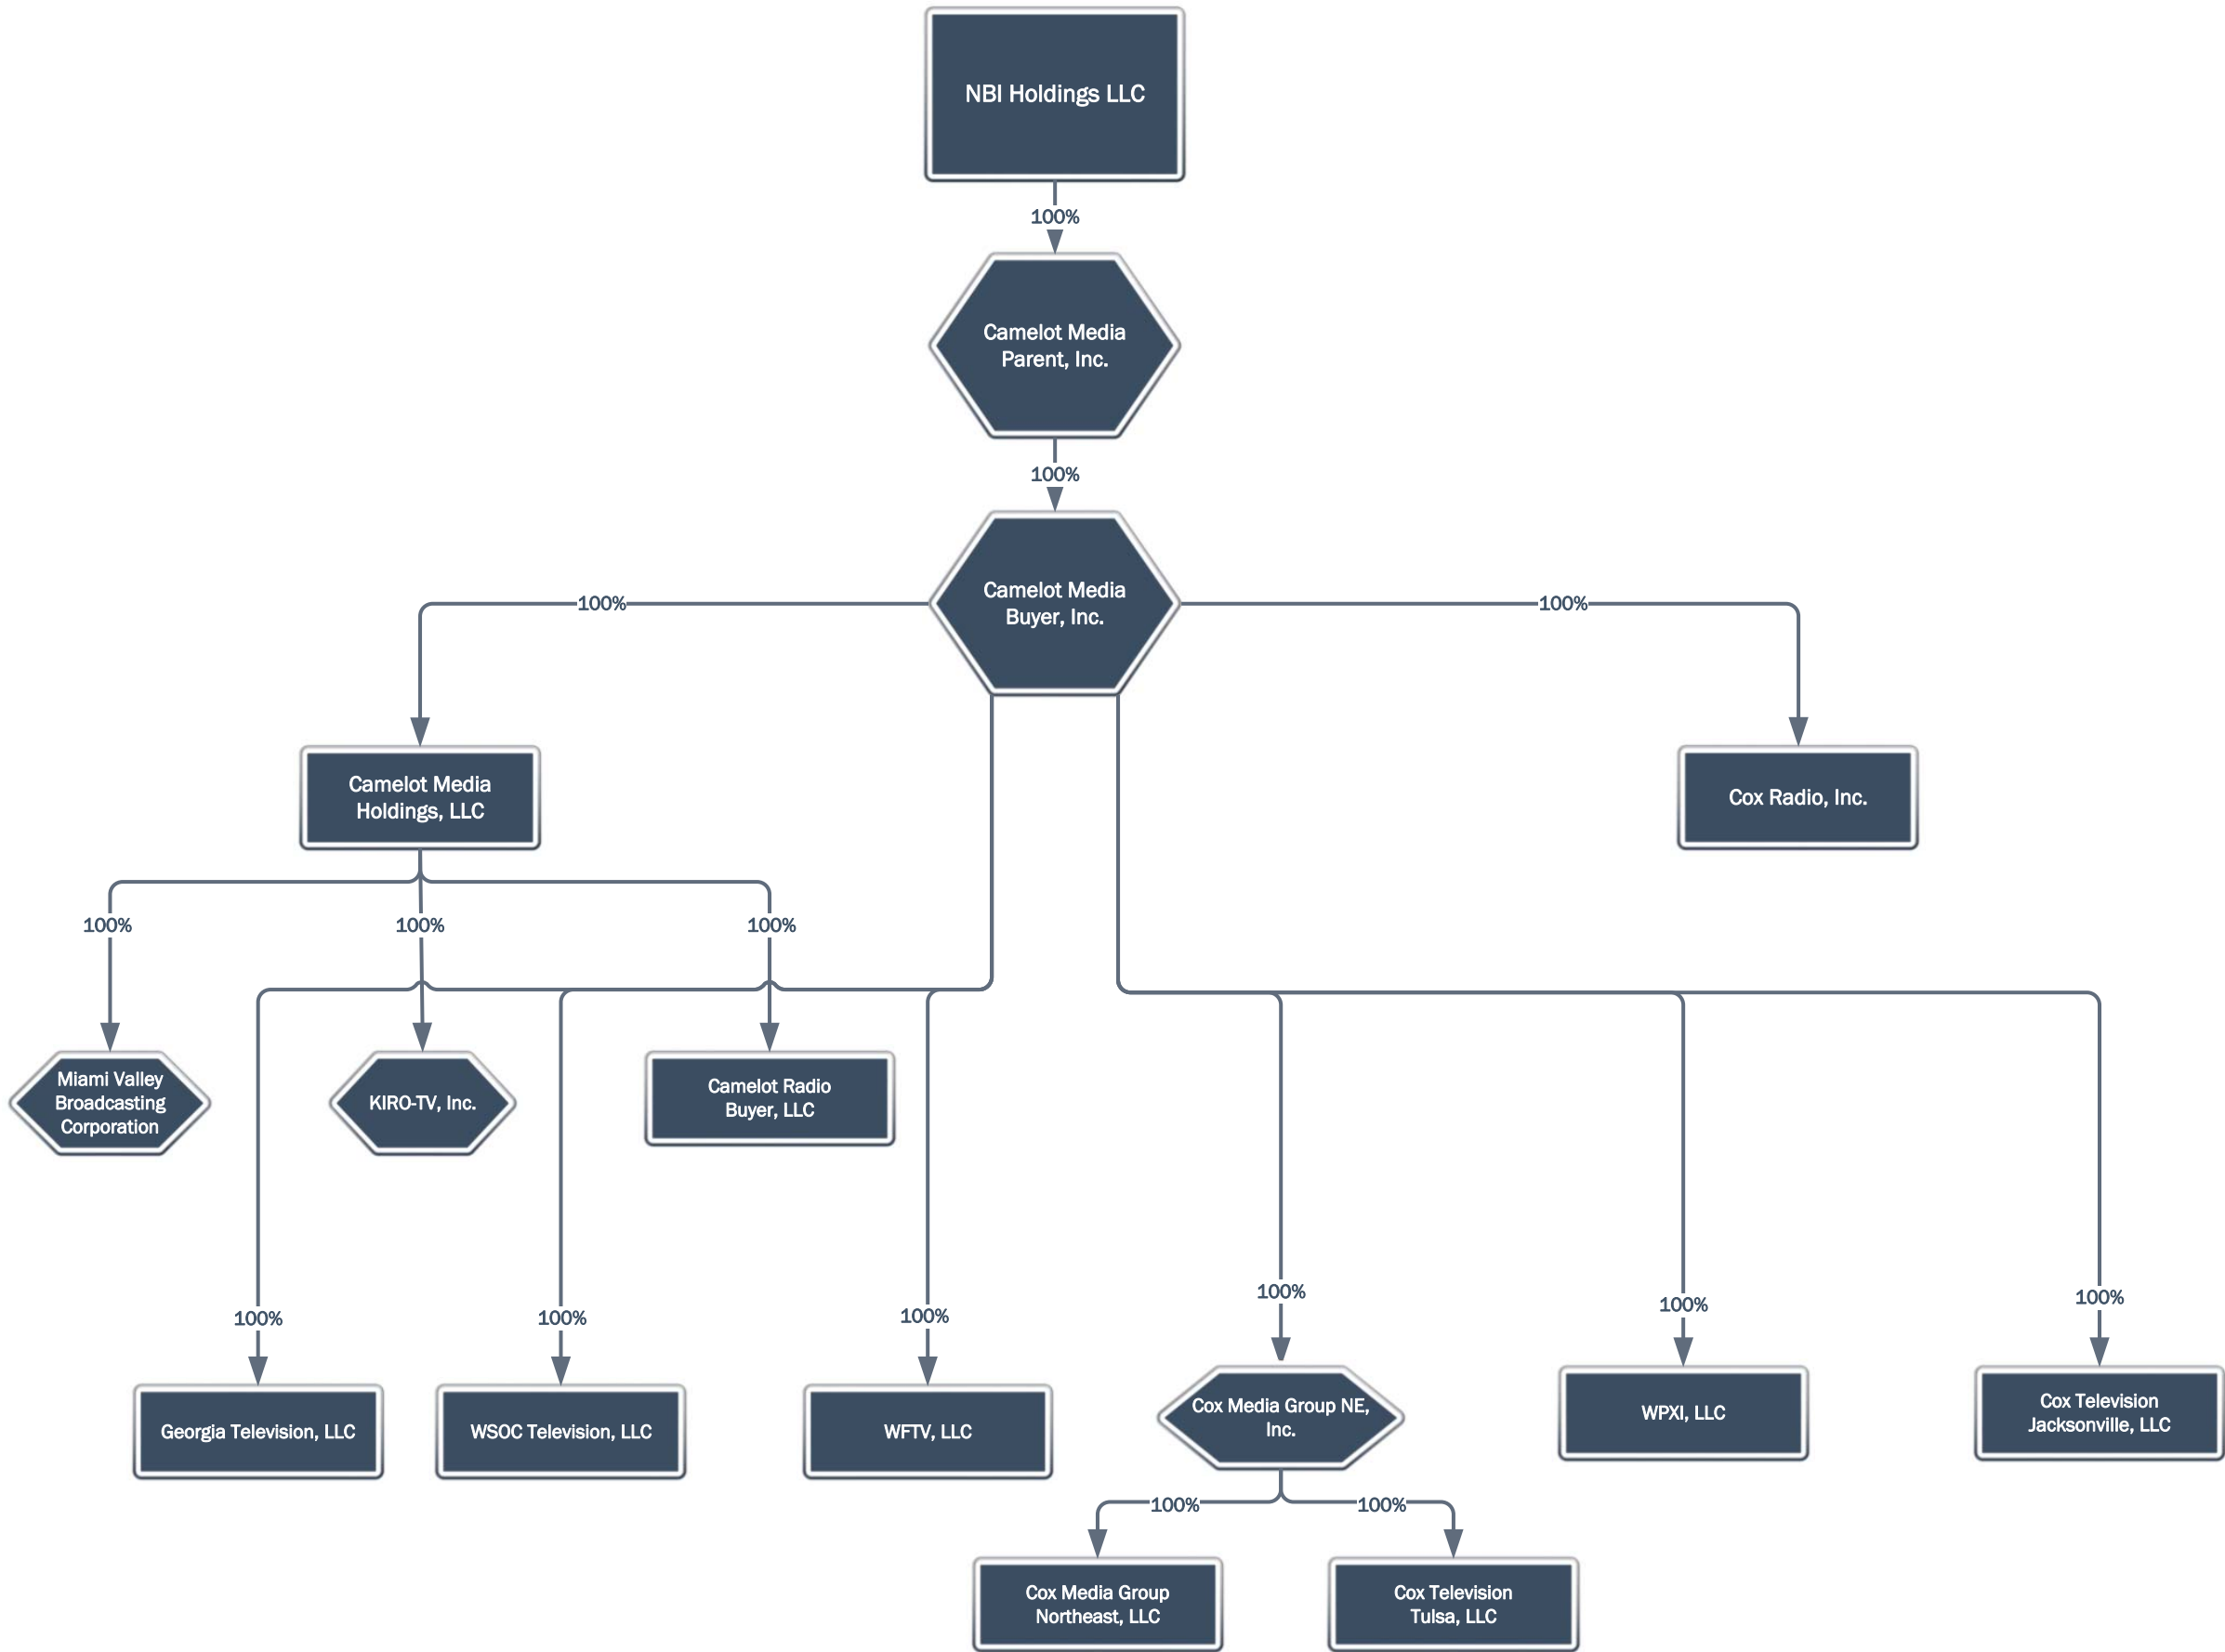 NBI Holdings LLC
100%
Camelot Media
Parent, Inc.
100%
Camelot Media
Buyer, Inc.
100%
100%
Camelot Media
Holdings, LLC
Cox Radio, Inc.
100%
100%
100%
Miami Valley
Broadcasting
Corporation
KIRO-TV, Inc.
Camelot Radio
Buyer, LLC
100%
100%
100%
100%
100%
100%
Georgia Television, LLC
WSOC Television, LLC
WFTV, LLC
Cox Media Group NE,
Inc.
WPXI, LLC
Cox Television
Jacksonville, LLC
100%
100%
Cox Media Group
Northeast, LLC
Cox Television
Tulsa, LLC